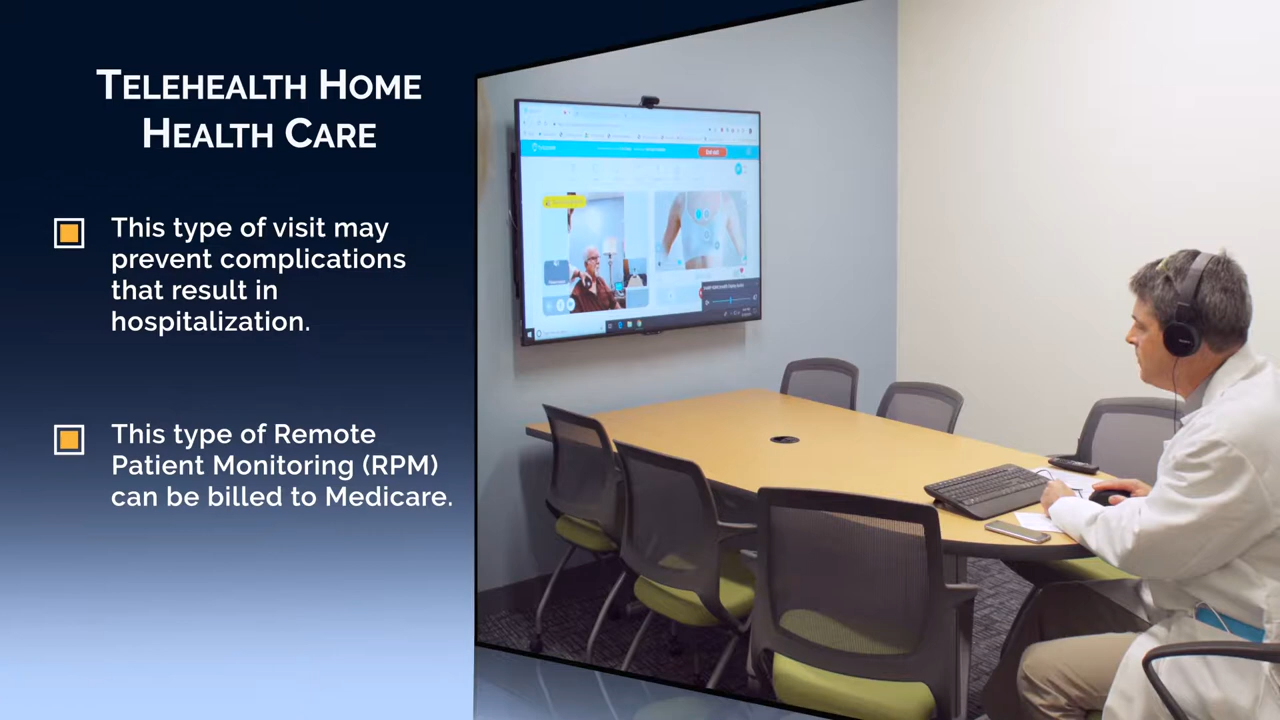 TELEHEALTH HOME
HEALTH CARE
This type of visit may
prevent complications
that result in
hospitalization.
This type of Remote
Patient Monitoring (RPM)
can be billed to Medicare.